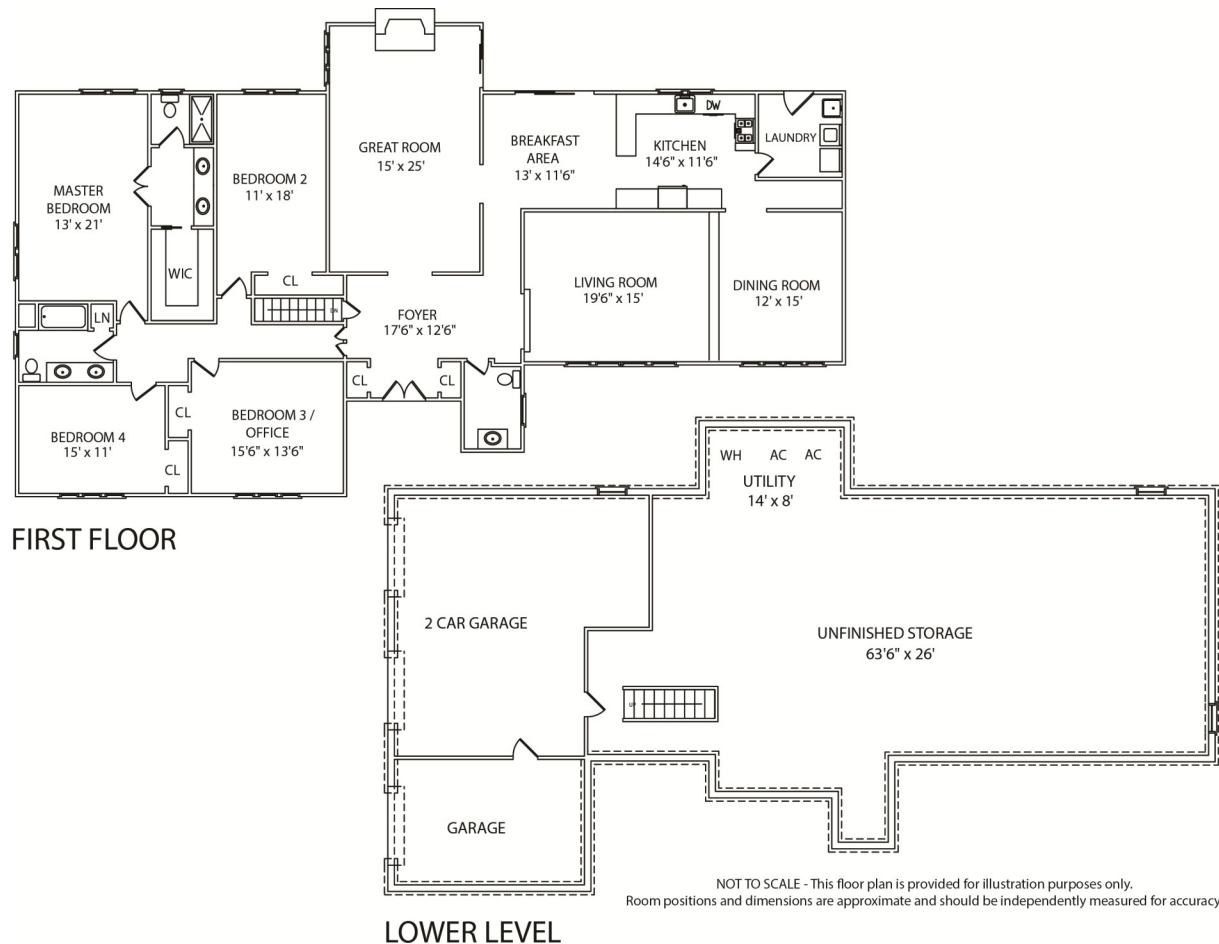 GREAT ROOM
15' x 25'
DW
BREAKFAST
AREA
13' x 11'6"
KITCHEN
14'6" x 11'6"
LAUNDRY
MASTER
BEDROOM
13' x 21'
BEDROOM 2
11' x 18'
WIC
CL
LIVING ROOM
19'6" x 15'
DINING ROOM
12' x 15'
LN
DN
FOYER
17'6" x 12'6"
CL
CL
CL
BEDROOM 3 /
OFFICE
15'6" x 13'6"
BEDROOM 4
15' x 11'
CL
FIRST FLOOR
WH
AC
AC
UTILITY
14' x 8'
2 CAR GARAGE
UNFINISHED STORAGE
63'6" x 26'
UP
GARAGE
NOT TO SCALE - This floor plan is provided for illustration purposes only.
Room positions and dimensions are approximate and should be independently measured for accuracy
LOWER LEVEL